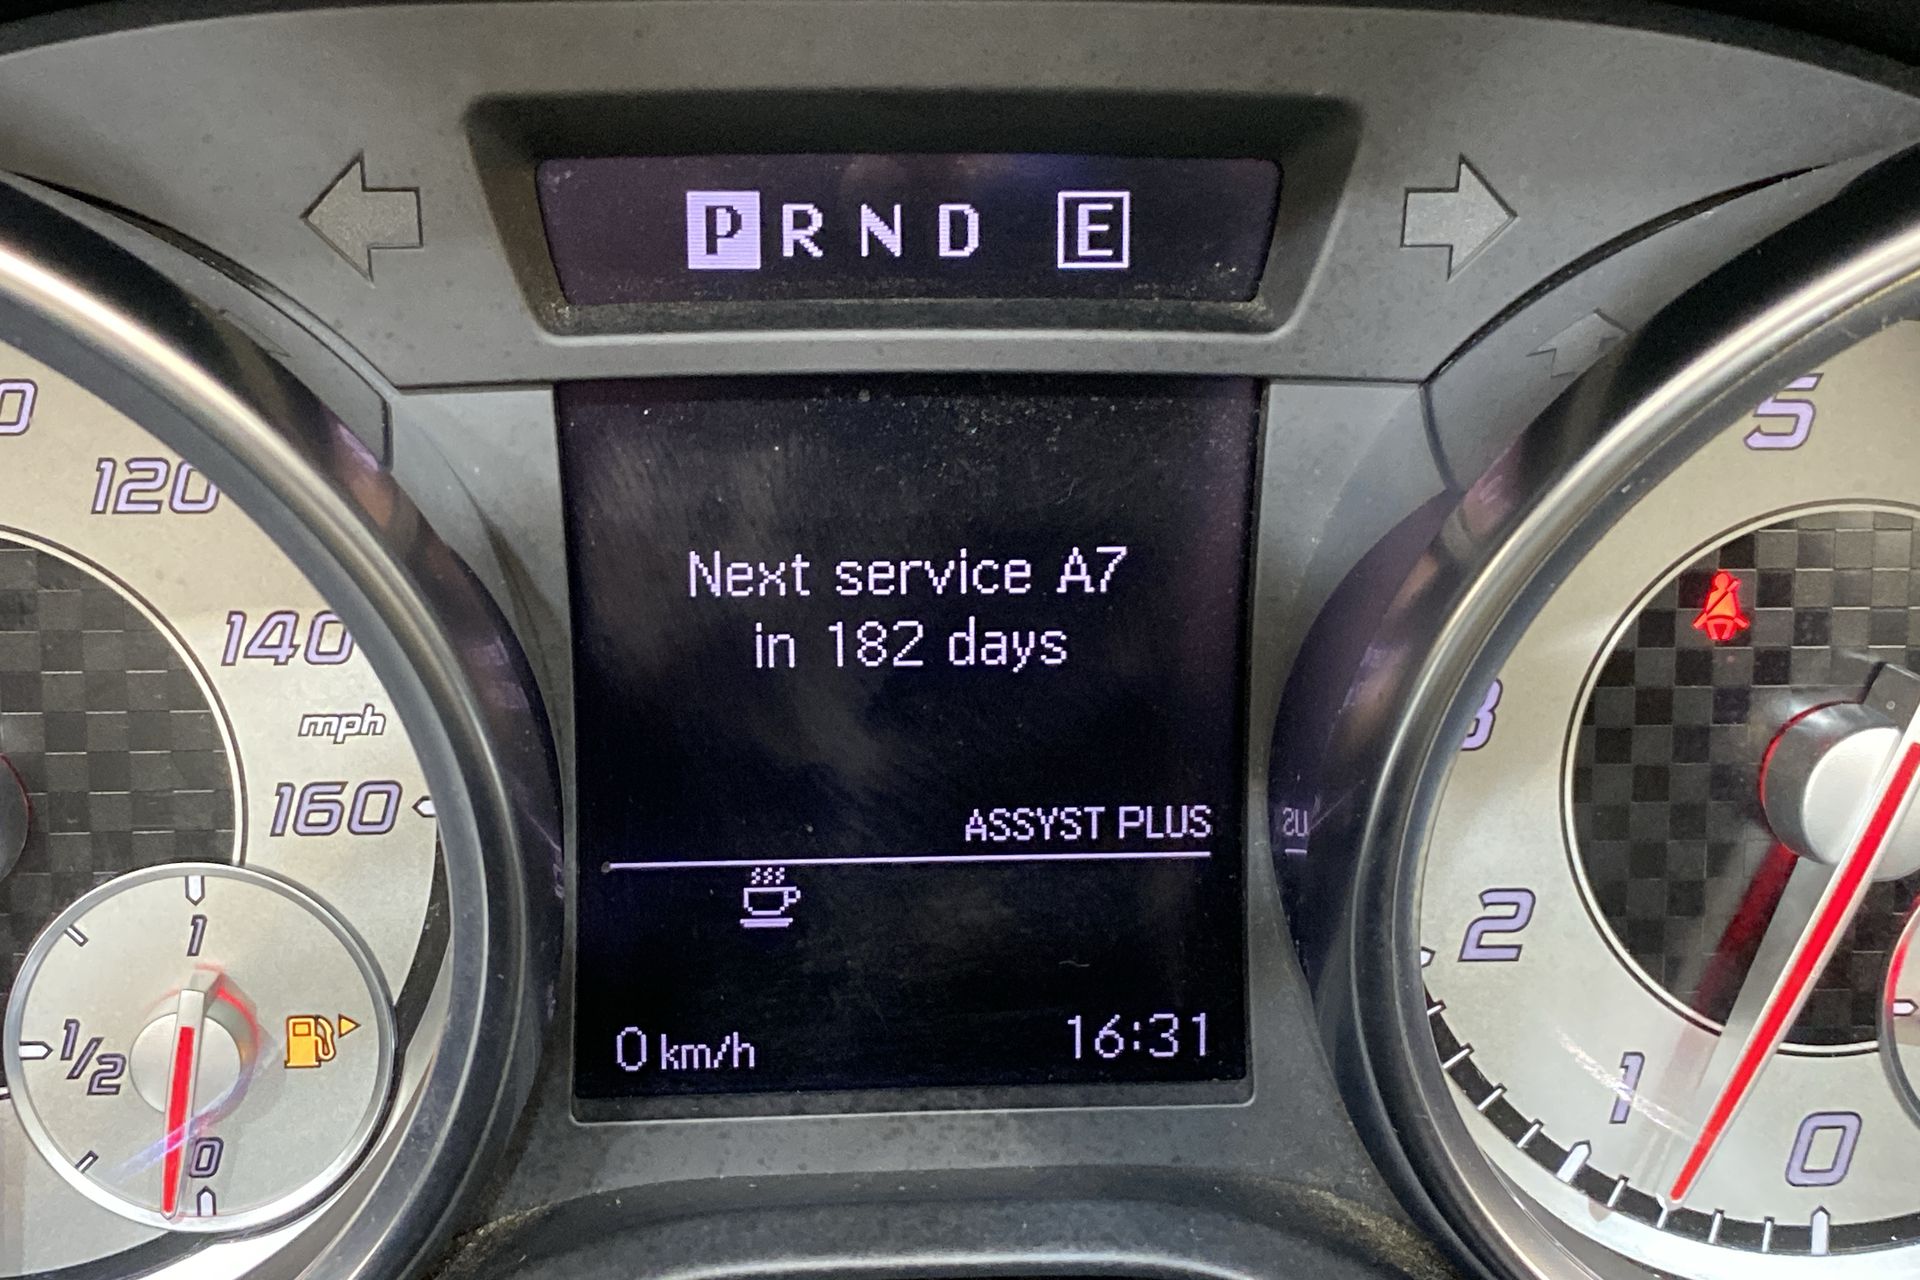 P R N D E
Next service A7
in 182 days
ASSYST PLUS
0 km/h
16:31
120
140
mph
160
1
1/2
0
5
3
2
1
0